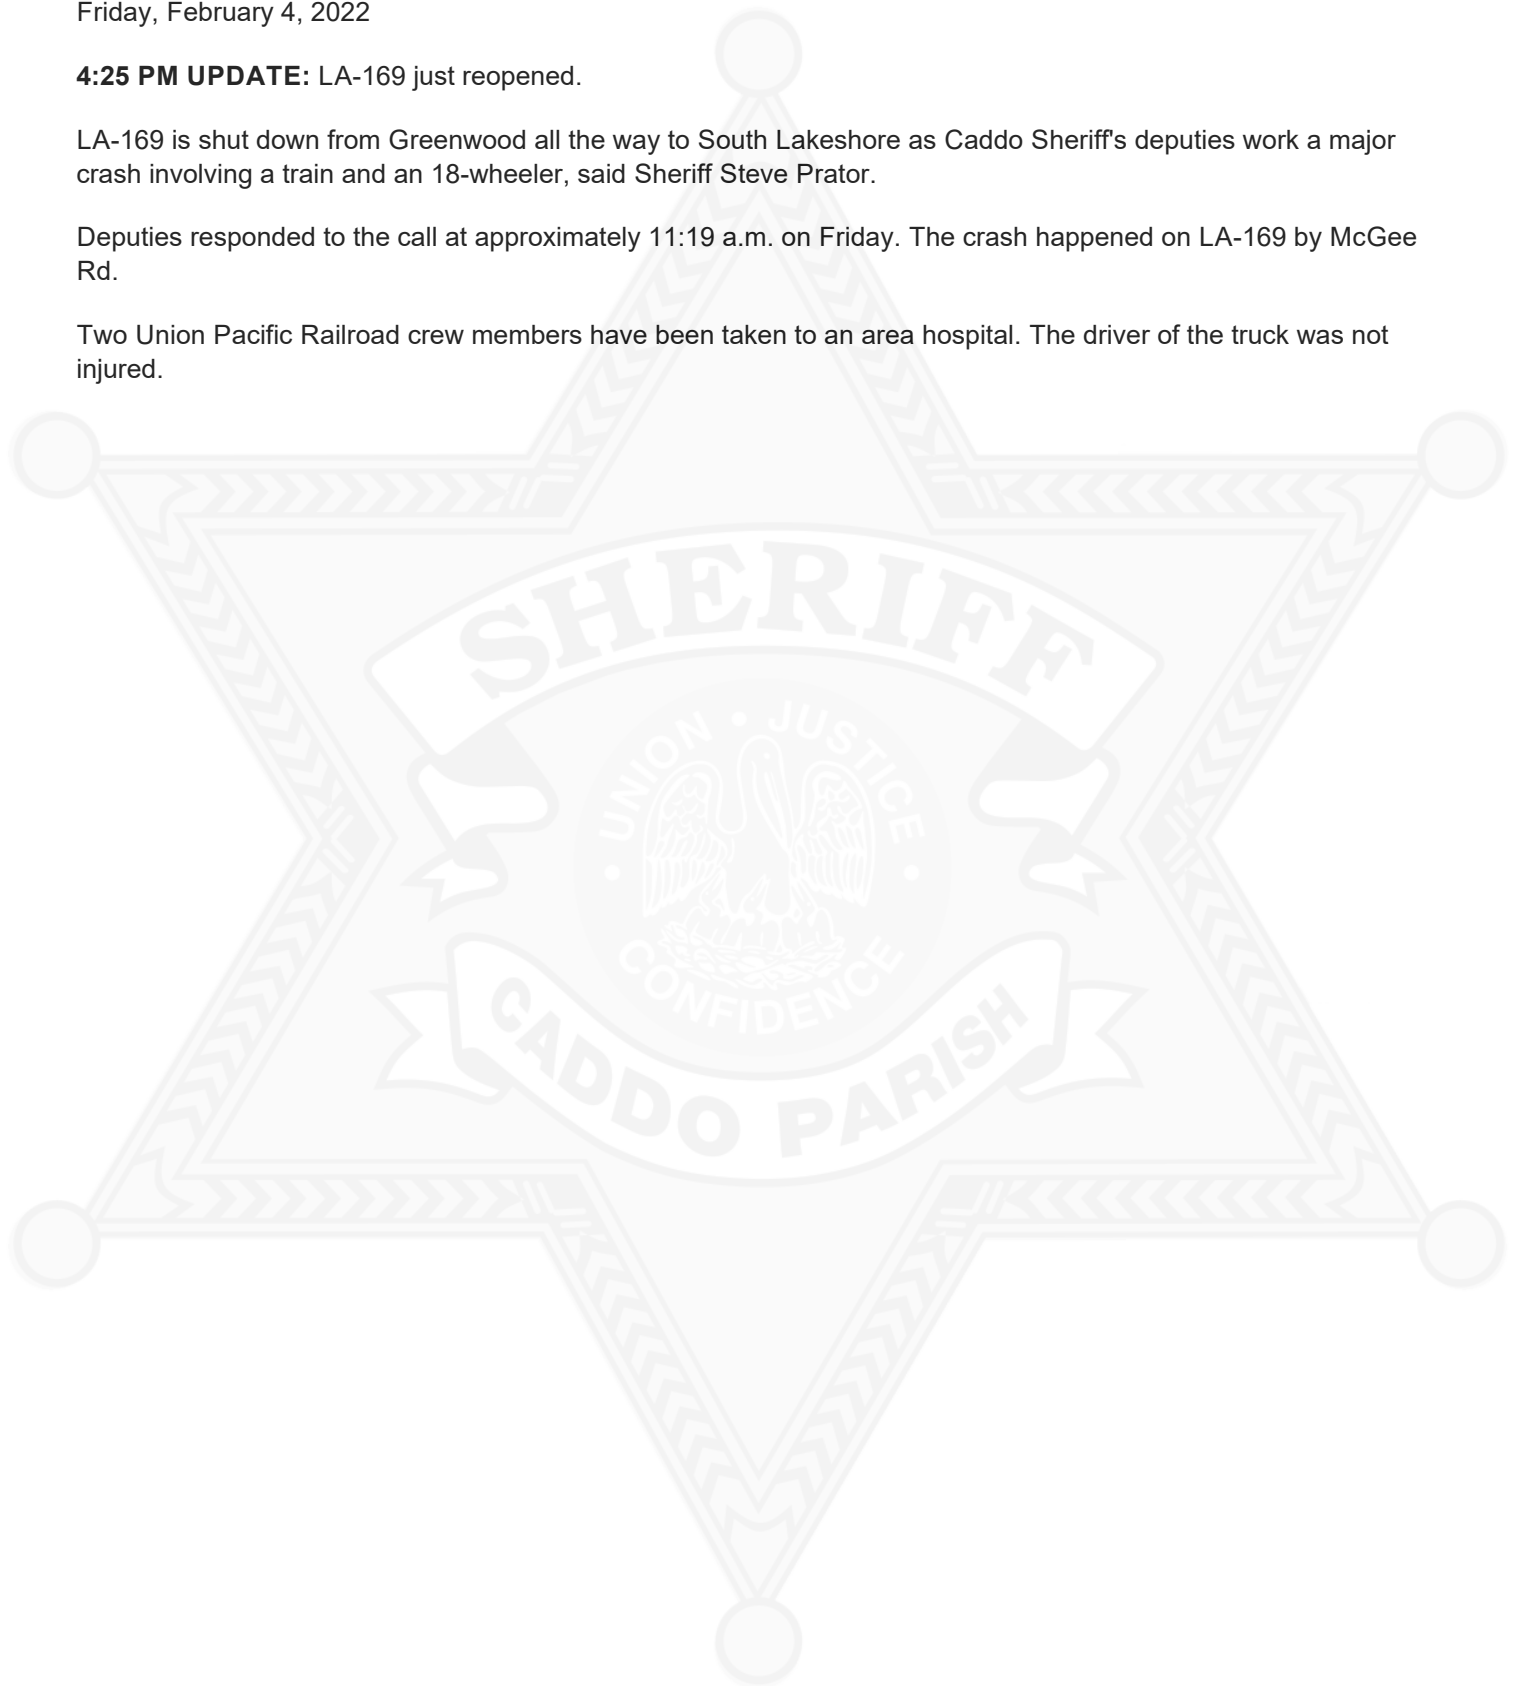 Friday, February 4, 2022
4:25 PM UPDATE: LA-169 just reopened.
LA-169 is shut down from Greenwood all the way to South Lakeshore as Caddo Sheriff's deputies work a major
crash involving a train and an 18-wheeler, said Sheriff Steve Prator.
Deputies responded to the call at approximately 11:19 a.m. on Friday. The crash happened on LA-169 by McGee
Rd.
Two Union Pacific Railroad crew members have been taken to an area hospital. The driver of the truck was not
injured.
SHERIFF
UNION • JUSTICE
• CONFIDENCE •
CADDO PARISH